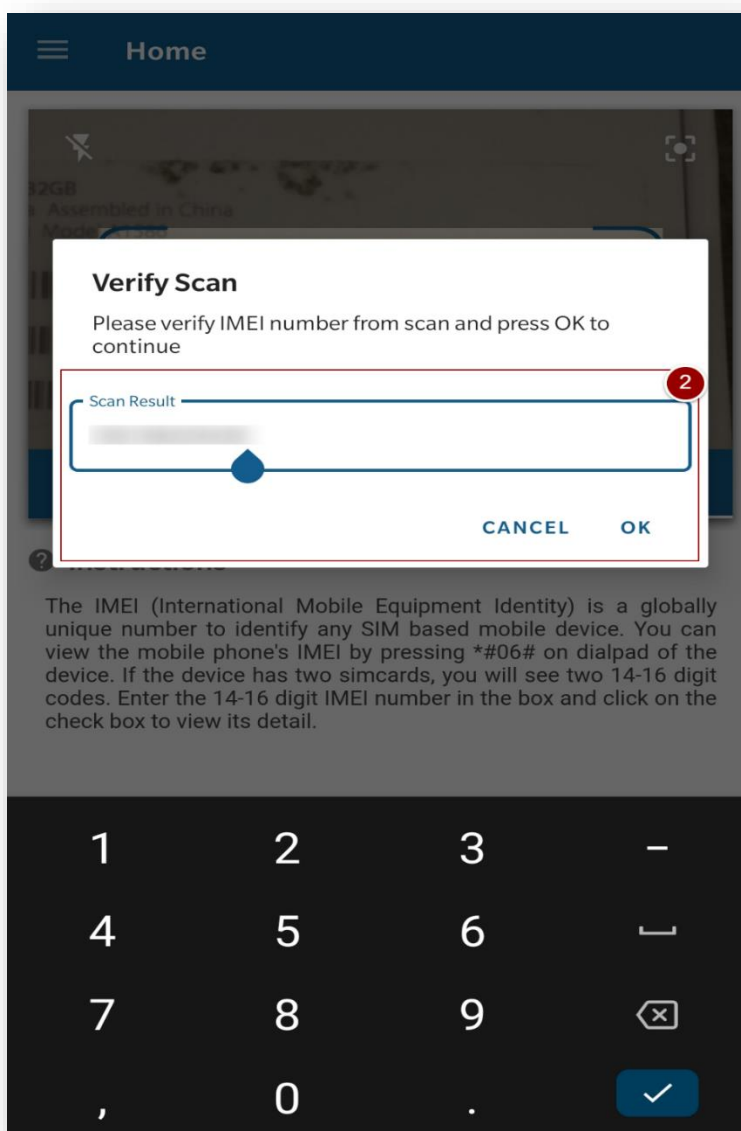 Home
32GB
Assembled in China
Verify Scan
Please verify IMEI number from scan and press OK to
continue
2
Scan Result
CANCEL OK
The IMEI (International Mobile Equipment Identity) is a globally
unique number to identify any SIM based mobile device. You can
view the mobile phone's IMEI by pressing *#06# on dialpad of the
device. If the device has two simcards, you will see two 14-16 digit
codes. Enter the 14-16 digit IMEI number in the box and click on the
check box to view its detail.
1 2 3 –
4 5 6
7 8 9
, 0 .